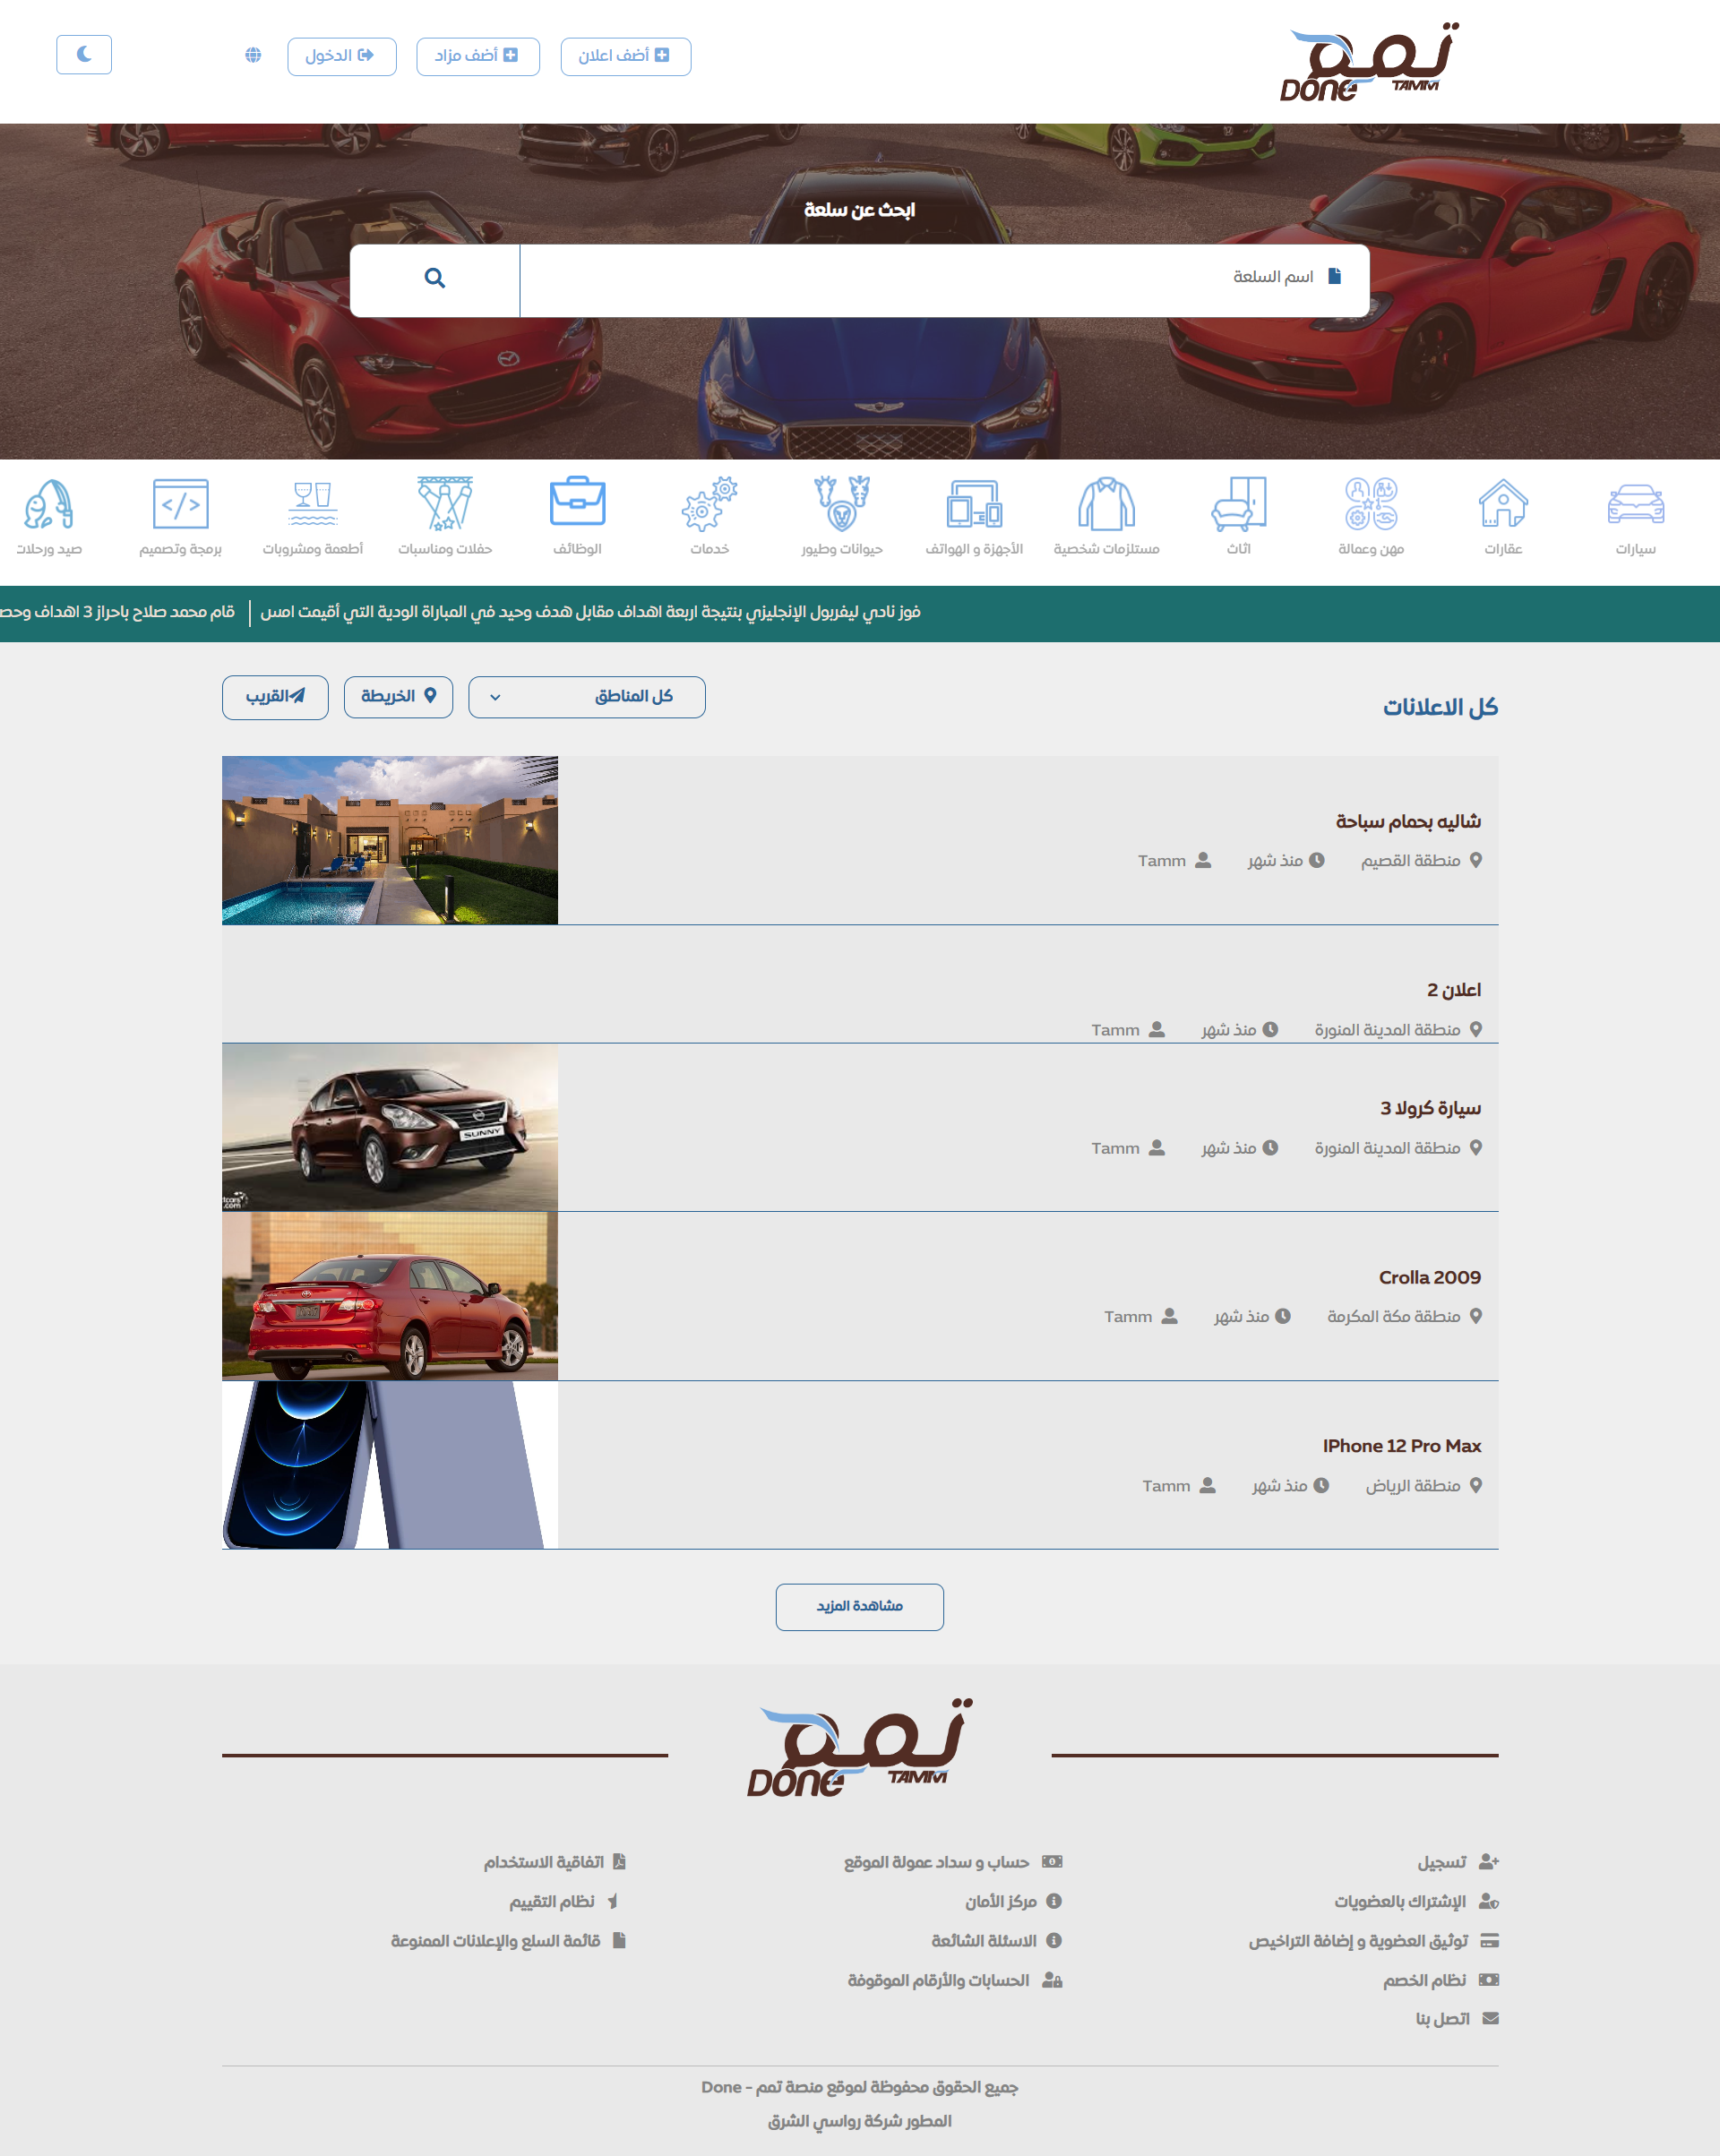 تمم
DONE TAMM
أضف اعلان
أضف مزاد
الدخول
ابحث عن سلعة
اسم السلعة
سيارات
عقارات
مهن وعمالة
اثاث
مستلزمات شخصية
الأجهزة و الهواتف
حيوانات وطيور
خدمات
الوظائف
حفلات ومناسبات
أطعمة ومشروبات
برمجة وتصميم
صيد ورحلات
فوز نادي ليفربول الإنجليزي بنتيجة اربعة اهداف مقابل هدف وحيد في المباراة الودية التي أقيمت امس
قام محمد صلاح باحراز 3 اهداف وحص
كل الاعلانات
كل المناطق
الخريطة
القريب
شاليه بحمام سباحة
منطقة القصيم منذ شهر Tamm
اعلان 2
منطقة المدينة المنورة منذ شهر Tamm
سيارة كرولا 3
منطقة المدينة المنورة منذ شهر Tamm
SUNNY
Crolla 2009
منطقة مكة المكرمة منذ شهر Tamm
IPhone 12 Pro Max
منطقة الرياض منذ شهر Tamm
مشاهدة المزيد
تمم
DONE TAMM
تسجيل
الإشتراك بالعضويات
توثيق العضوية و إضافة التراخيص
نظام الخصم
اتصل بنا
حساب و سداد عمولة الموقع
مركز الأمان
الاسئلة الشائعة
الحسابات والأرقام الموقوفة
اتفاقية الاستخدام
نظام التقييم
قائمة السلع والإعلانات الممنوعة
جميع الحقوق محفوظة لموقع منصة تمم - Done
المطور شركة رواسي الشرق